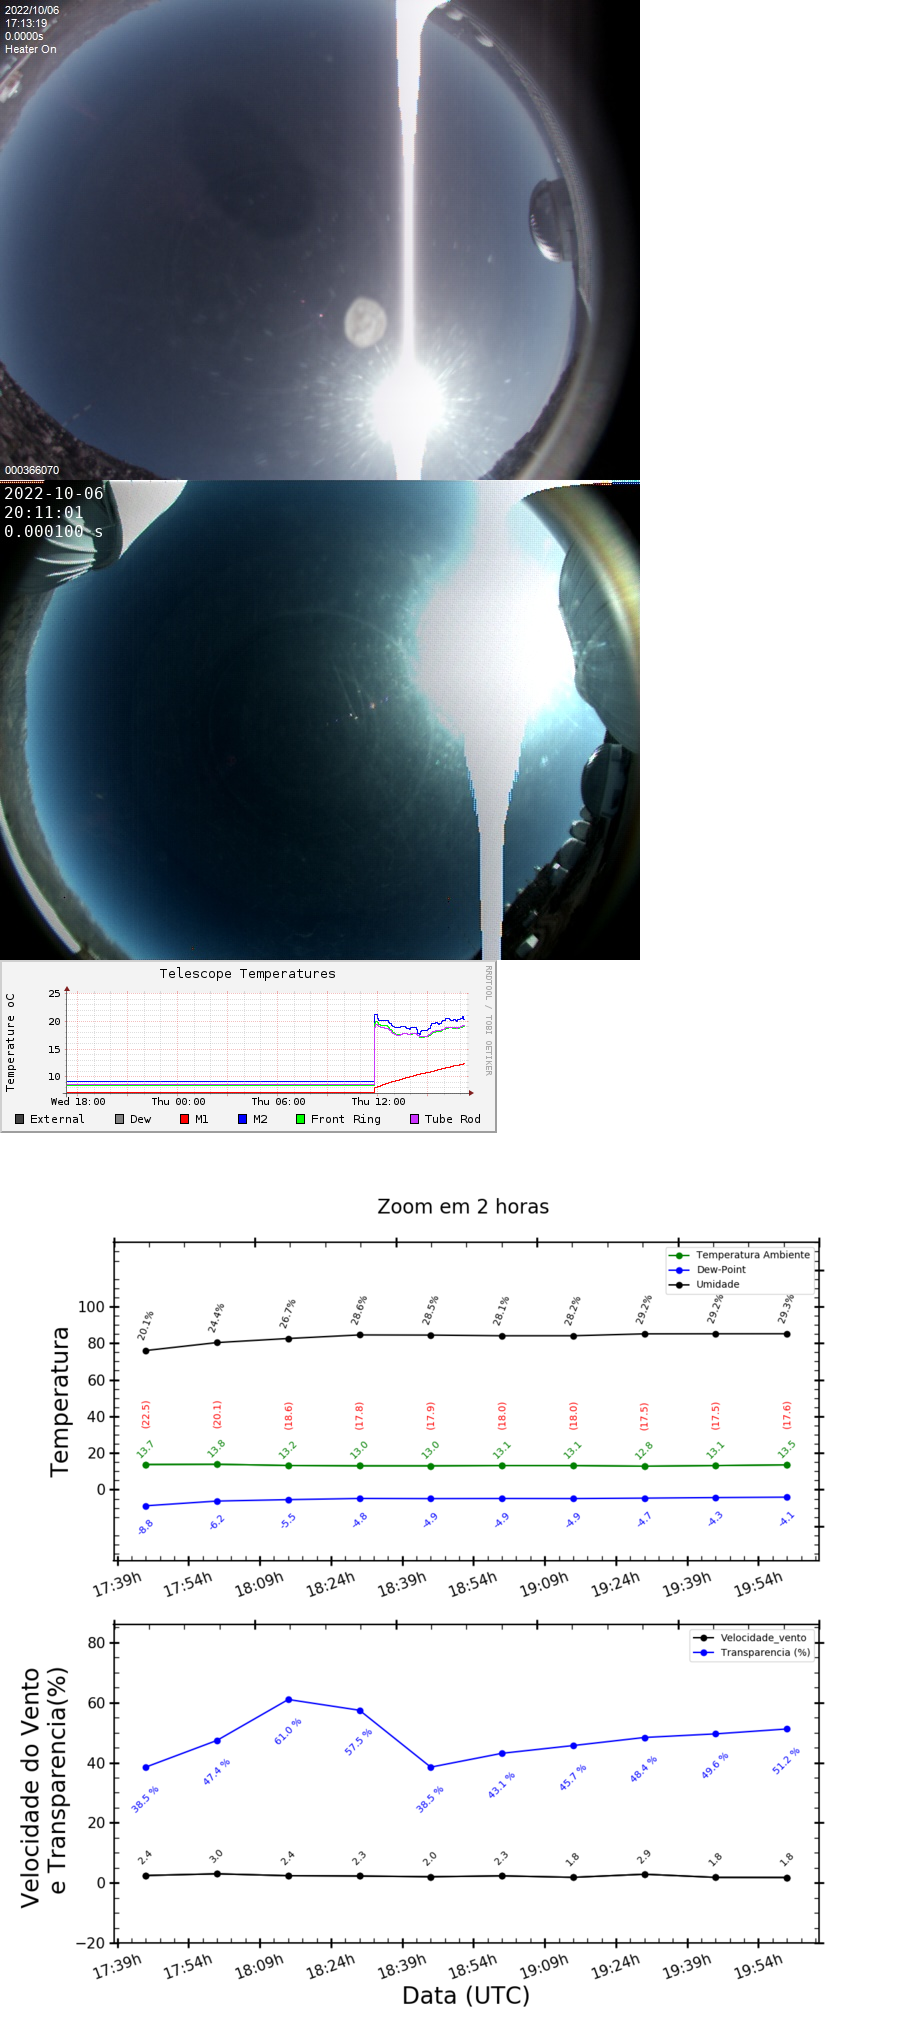 2022/10/06
17:13:19
0.0000s
Heater On
000366070
2022-10-06
20:11:01
0.000100 s
Telescope Temperatures
RRDTOOL / TOBI OETIKER
Temperature oC
25
20
15
10
Wed 18:00 Thu 00:00 Thu 06:00 Thu 12:00
External Dew M1 M2 Front Ring Tube Rod
Zoom em 2 horas
Temperatura Ambiente
Dew-Point
Umidade
Temperatura
100
80
60
40
20
0
20.1% 24.4% 26.7% 28.6% 28.5% 28.1% 28.2% 29.2% 29.2% 29.3%
(22.5) (20.1) (18.6) (17.8) (17.9) (18.0) (18.0) (17.5) (17.5) (17.6)
13.7 13.8 13.2 13.0 13.0 13.1 13.1 12.8 13.1 13.5
-8.8 -6.2 -5.5 -4.8 -4.9 -4.9 -4.9 -4.7 -4.3 -4.1
17:39h 17:54h 18:09h 18:24h 18:39h 18:54h 19:09h 19:24h 19:39h 19:54h
Velocidade_vento
Transparencia (%)
Velocidade do Vento
e Transparencia(%)
80
60
40
20
0
−20
38.5 % 47.4 % 61.0 % 57.5 % 38.5 % 43.1 % 45.7 % 48.4 % 49.6 % 51.2 %
2.4 3.0 2.4 2.3 2.0 2.3 1.8 2.9 1.8 1.8
17:39h 17:54h 18:09h 18:24h 18:39h 18:54h 19:09h 19:24h 19:39h 19:54h
Data (UTC)